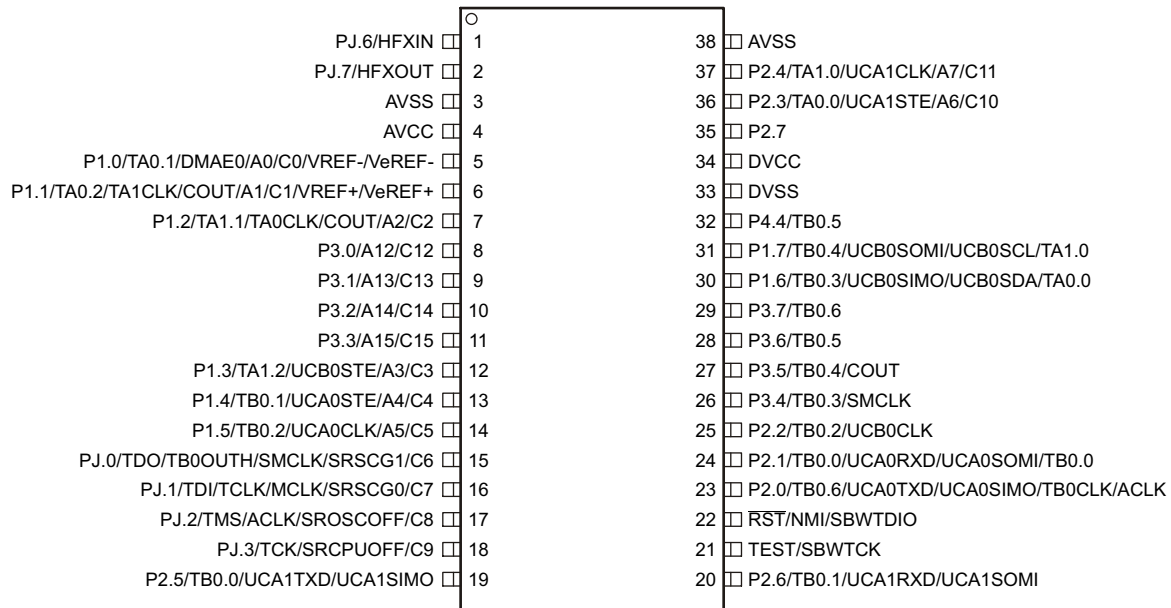 PJ.6/HFXIN 1 38 AVSS
PJ.7/HFXOUT 2 37 P2.4/TA1.0/UCA1CLK/A7/C11
AVSS 3 36 P2.3/TA0.0/UCA1STE/A6/C10
AVCC 4 35 P2.7
P1.0/TA0.1/DMAE0/A0/C0/VREF-/VeREF- 5 34 DVCC
P1.1/TA0.2/TA1CLK/COUT/A1/C1/VREF+/VeREF+ 6 33 DVSS
P1.2/TA1.1/TA0CLK/COUT/A2/C2 7 32 P4.4/TB0.5
P3.0/A12/C12 8 31 P1.7/TB0.4/UCB0SOMI/UCB0SCL/TA1.0
P3.1/A13/C13 9 30 P1.6/TB0.3/UCB0SIMO/UCB0SDA/TA0.0
P3.2/A14/C14 10 29 P3.7/TB0.6
P3.3/A15/C15 11 28 P3.6/TB0.5
P1.3/TA1.2/UCB0STE/A3/C3 12 27 P3.5/TB0.4/COUT
P1.4/TB0.1/UCA0STE/A4/C4 13 26 P3.4/TB0.3/SMCLK
P1.5/TB0.2/UCA0CLK/A5/C5 14 25 P2.2/TB0.2/UCB0CLK
PJ.0/TDO/TB0OUTH/SMCLK/SRSCG1/C6 15 24 P2.1/TB0.0/UCA0RXD/UCA0SOMI/TB0.0
PJ.1/TDI/TCLK/MCLK/SRSCG0/C7 16 23 P2.0/TB0.6/UCA0TXD/UCA0SIMO/TB0CLK/ACLK
PJ.2/TMS/ACLK/SROSCOFF/C8 17 22 RST/NMI/SBWTDIO
PJ.3/TCK/SRCPUOFF/C9 18 21 TEST/SBWTCK
P2.5/TB0.0/UCA1TXD/UCA1SIMO 19 20 P2.6/TB0.1/UCA1RXD/UCA1SOMI